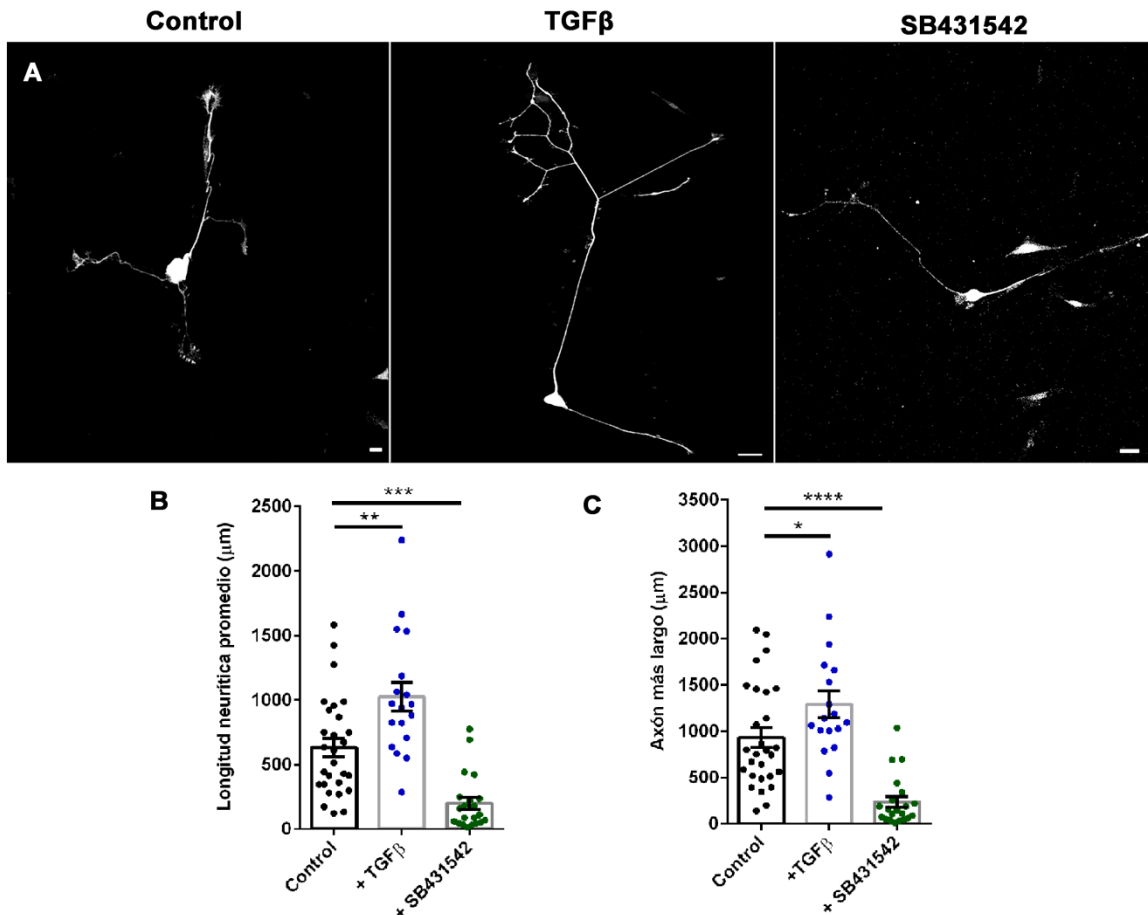 Control
TGFβ
SB431542
A
B
Longitud neurítica promedio (μm)
2500
2000
1500
1000
500
0
***
**
Control
+ TGFβ
+ SB431542
C
Axón más largo (μm)
3500
3000
2500
2000
1500
1000
500
0
****
*
Control
+TGFβ
+ SB431542